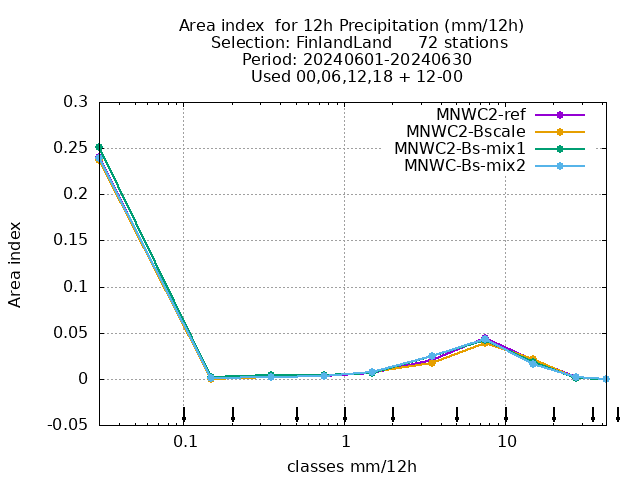 Area index  for 12h Precipitation (mm/12h)
Selection: FinlandLand     72 stations
Period: 20240601-20240630
Used 00,06,12,18 + 12-00
MNWC2-ref
MNWC2-Bscale
MNWC2-Bs-mix1
MNWC-Bs-mix2
0.3
0.25
0.2
0.15
0.1
0.05
0
-0.05
Area index
0.1
1
10
classes mm/12h